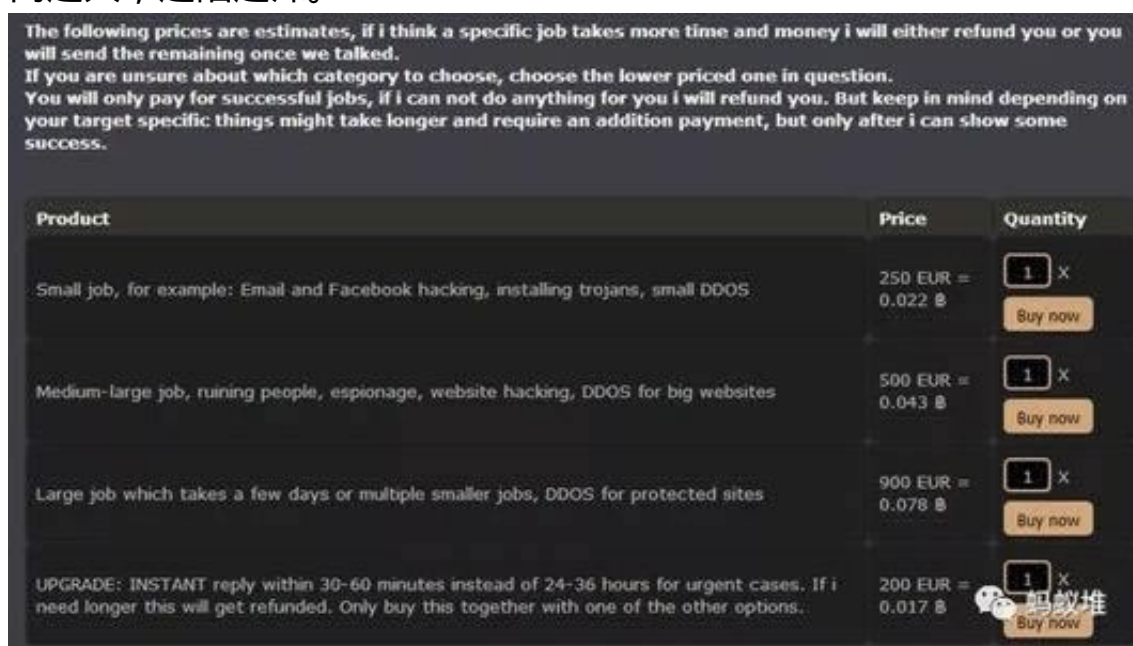 The following prices are estimates, if i think a specific job takes more time and money i will either refund you or you
will send the remaining once we talked.
If you are unsure about which category to choose, choose the lower priced one in question.
You will only pay for successful jobs, if i can not do anything for you i will refund you. But keep in mind depending on
your target specific things might take longer and require an addition payment, but only after i can show some
success.
Product Price Quantity
Small job, for example: Email and Facebook hacking, installing trojans, small DDOS
250 EUR =
0.022 ฿
1 X
Buy now
Medium-large job, ruining people, espionage, website hacking, DDOS for big websites
500 EUR =
0.043 ฿
1 X
Buy now
Large job which takes a few days or multiple smaller jobs, DDOS for protected sites
900 EUR =
0.078 ฿
1 X
Buy now
UPGRADE: INSTANT reply within 30-60 minutes instead of 24-36 hours for urgent cases. If i
need longer this will get refunded. Only buy this together with one of the other options.
200 EUR =
0.017 ฿
1 X
Buy now
蚂蚁堆